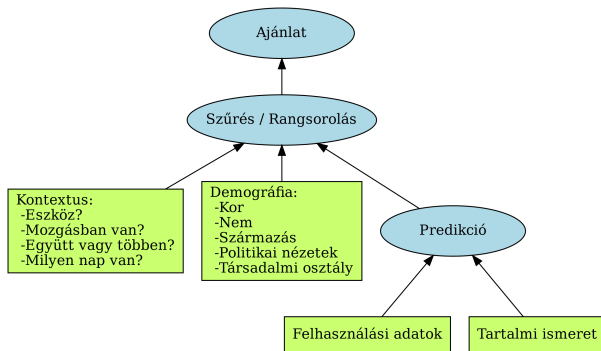 Ajánlat
Szűrés / Rangsorolás
Kontextus:
-Eszköz?
-Mozgásban van?
-Együtt vagy többen?
-Milyen nap van?
Demográfia:
-Kor
-Nem
-Származás
-Politikai nézetek
-Társadalmi osztály
Predikció
Felhasználási adatok
Tartalmi ismeret